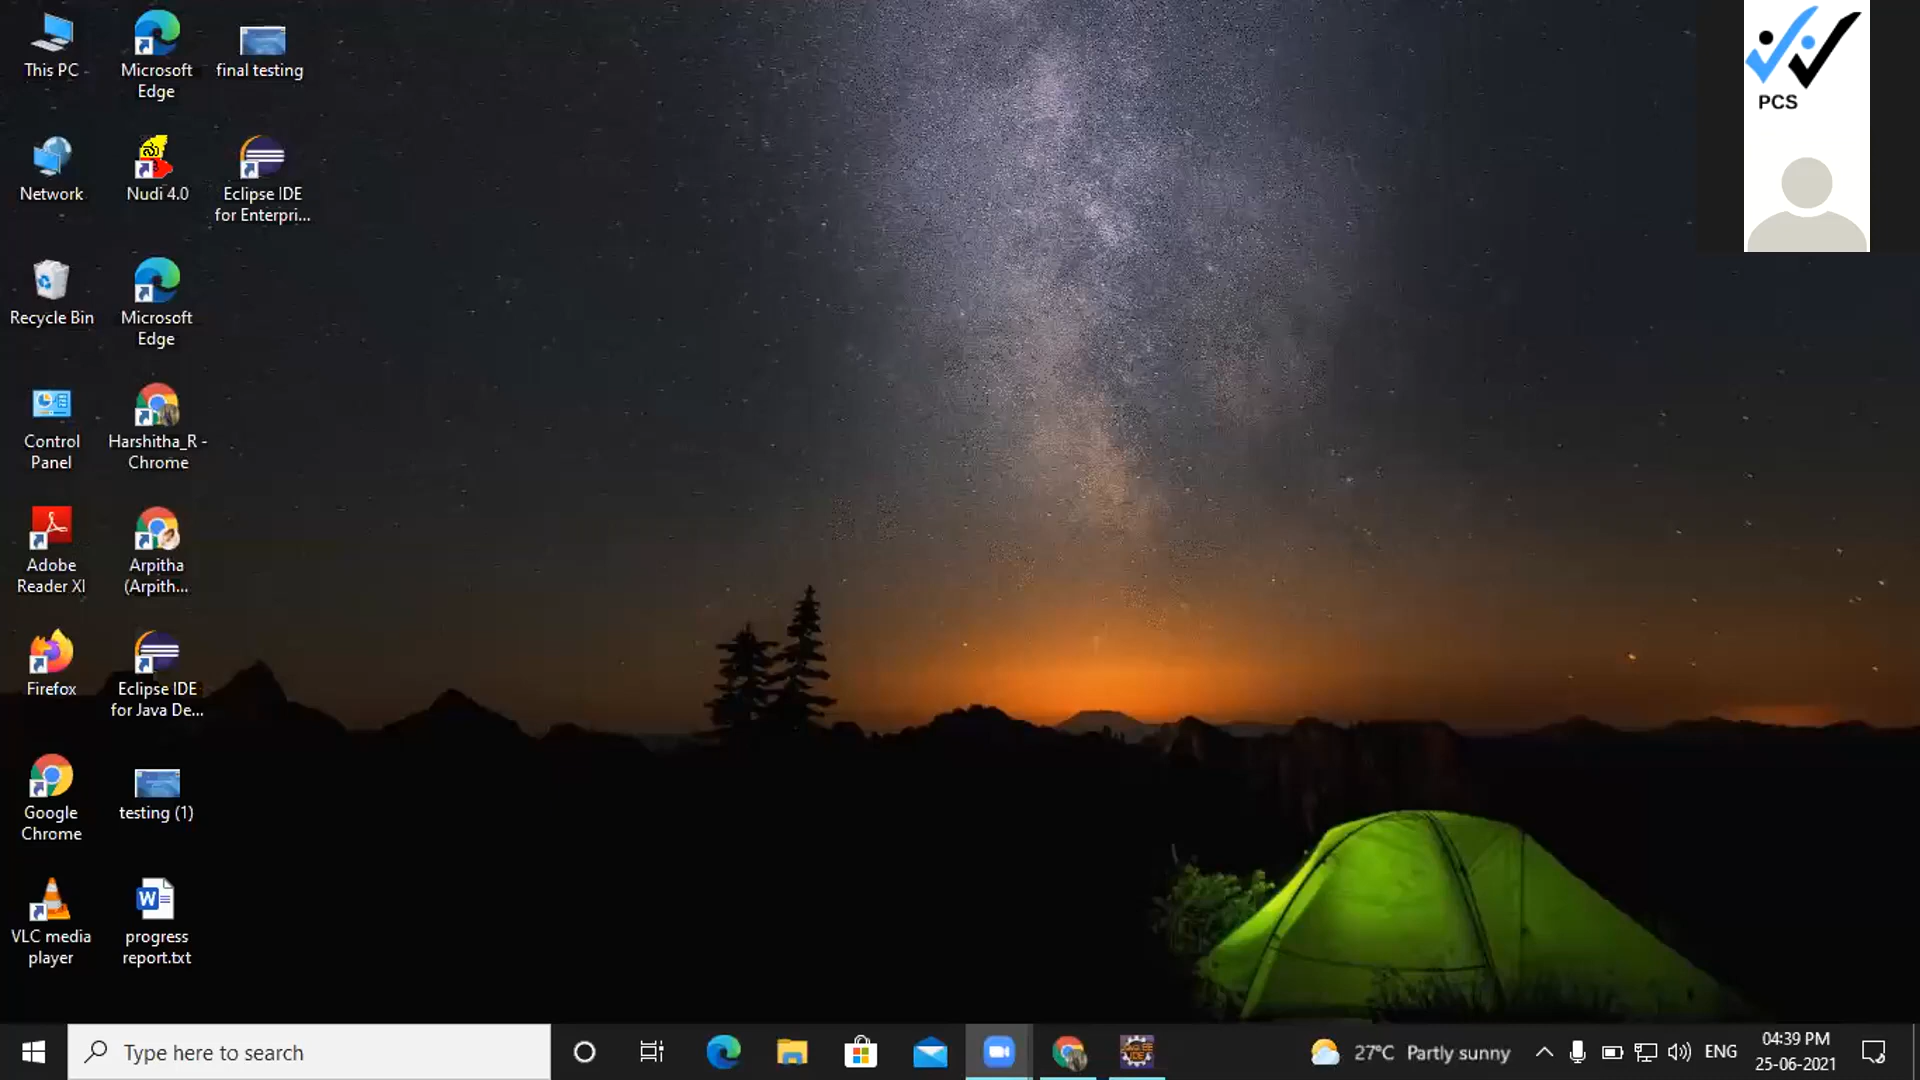 This PC
Microsoft
Edge
final testing
Network
Nudi 4.0
Eclipse IDE
for Enterpri...
Recycle Bin
Microsoft
Edge
Control
Panel
Harshitha_R -
Chrome
Adobe
Reader XI
Arpitha
(Arpith...
Firefox
Eclipse IDE
for Java De...
Google
Chrome
testing (1)
VLC media
player
progress
report.txt
PCS
Type here to search
27°C Partly sunny
ENG
04:39 PM
25-06-2021